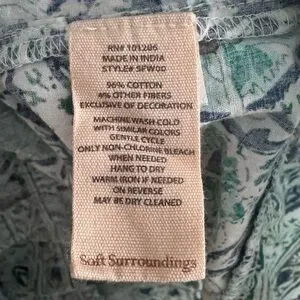 RN# 101206
MADE IN INDIA
STYLE# SFW00
96% COTTON
4% OTHER FIBERS
EXCLUSIVE OF DECORATION
MACHINE WASH COLD
WITH SIMILAR COLORS
GENTLE CYCLE
ONLY NON-CHLORINE BLEACH
WHEN NEEDED
HANG TO DRY
WARM IRON IF NEEDED
ON REVERSE
MAY BE DRY CLEANED
Soft Surroundings